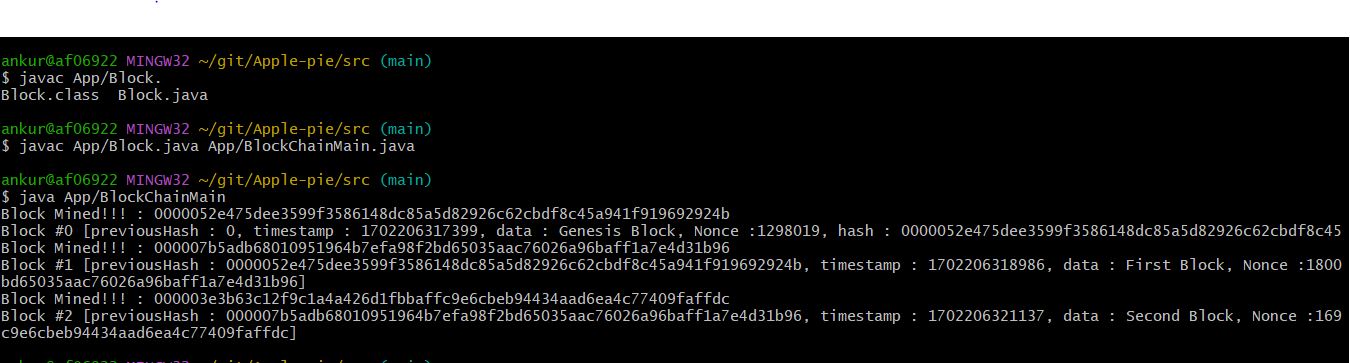 ankur@af06922 MINGW32 ~/git/Apple-pie/src (main)
$ javac App/Block.
Block.class  Block.java
ankur@af06922 MINGW32 ~/git/Apple-pie/src (main)
$ javac App/Block.java App/BlockChainMain.java
ankur@af06922 MINGW32 ~/git/Apple-pie/src (main)
$ java App/BlockChainMain
Block Mined!!! : 0000052e475dee3599f3586148dc85a5d82926c62cbdf8c45a941f919692924b
Block #0 [previousHash : 0, timestamp : 1702206317399, data : Genesis Block, Nonce :1298019, hash : 0000052e475dee3599f3586148dc85a5d82926c62cbdf8c45
Block Mined!!! : 000007b5adb68010951964b7efa98f2bd65035aac76026a96baff1a7e4d31b96
Block #1 [previousHash : 0000052e475dee3599f3586148dc85a5d82926c62cbdf8c45a941f919692924b, timestamp : 1702206318986, data : First Block, Nonce :1800
bd65035aac76026a96baff1a7e4d31b96]
Block Mined!!! : 000003e3b63c12f9c1a4a426d1fbbaffc9e6cbeb94434aad6ea4c77409faffdc
Block #2 [previousHash : 000007b5adb68010951964b7efa98f2bd65035aac76026a96baff1a7e4d31b96, timestamp : 1702206321137, data : Second Block, Nonce :169
c9e6cbeb94434aad6ea4c77409faffdc]